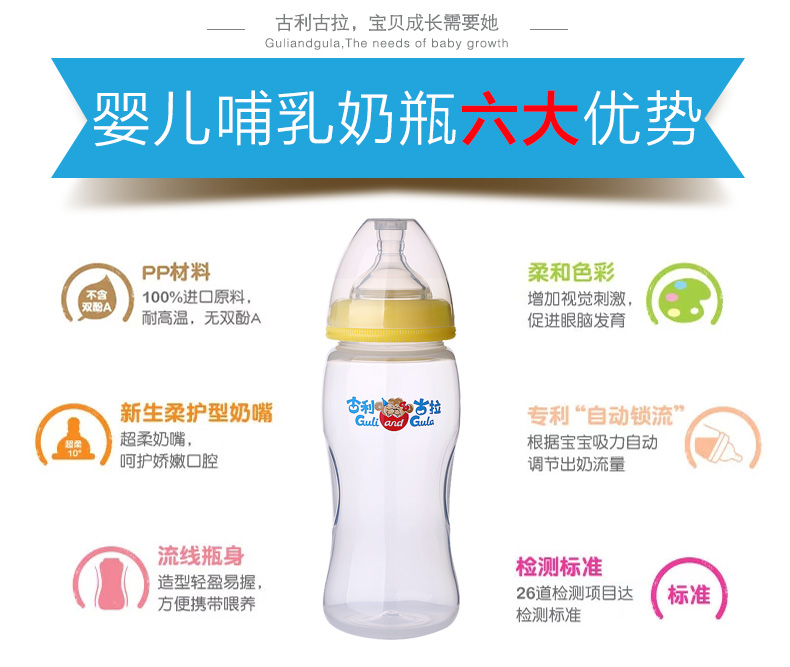 古利古拉，宝贝成长需要她
Guliandgula,The needs of baby growth
婴儿哺乳奶瓶六大优势
不含
双酚A
PP材料
100%进口原料，
耐高温，无双酚A
柔和色彩
增加视觉刺激，
促进眼脑发育
超柔
10°
新生柔护型奶嘴
超柔奶嘴，
呵护娇嫩口腔
古利古拉
Guli and Gula
专利“自动锁流”
根据宝宝吸力自动
调节出奶流量
流线瓶身
造型轻盈易握，
方便携带喂养
检测标准
26道检测项目达
检测标准
标准